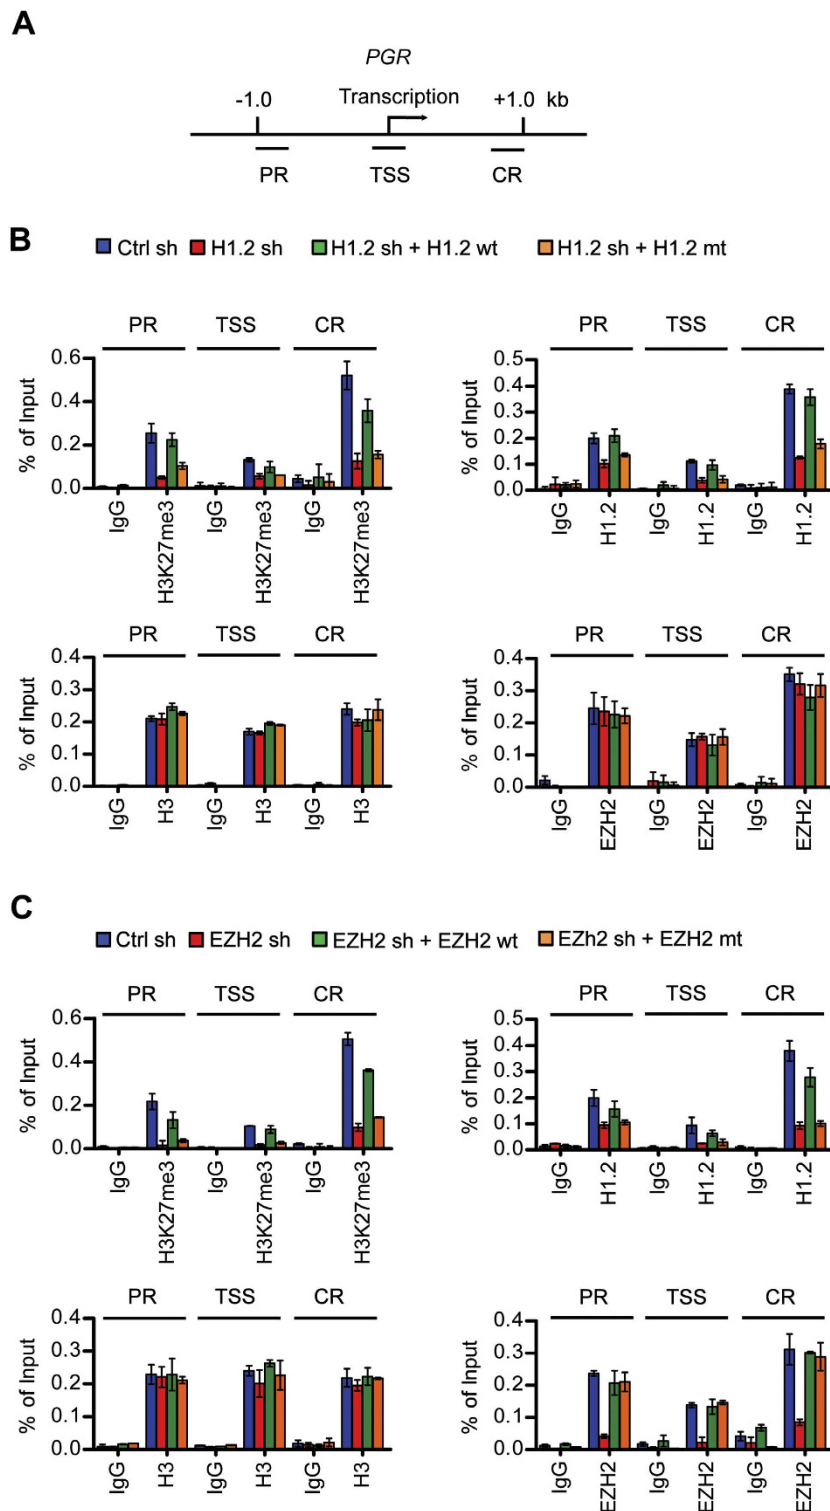 A
PGR
-1.0 Transcription +1.0 kb
PR TSS CR
B
Ctrl sh H1.2 sh H1.2 sh + H1.2 wt H1.2 sh + H1.2 mt
PR TSS CR
% of Input
0.6
0.4
0.2
0.0
IgG H3K27me3 IgG H3K27me3 IgG H3K27me3
PR TSS CR
% of Input
0.5
0.4
0.3
0.2
0.1
0.0
IgG H1.2 IgG H1.2 IgG H1.2
PR TSS CR
% of Input
0.4
0.3
0.2
0.1
0.0
IgG H3 IgG H3 IgG H3
PR TSS CR
% of Input
0.4
0.3
0.2
0.1
0.0
IgG EZH2 IgG EZH2 IgG EZH2
C
Ctrl sh EZH2 sh EZH2 sh + EZH2 wt EZh2 sh + EZH2 mt
PR TSS CR
% of Input
0.6
0.4
0.2
0.0
IgG H3K27me3 IgG H3K27me3 IgG H3K27me3
PR TSS CR
% of Input
0.5
0.4
0.3
0.2
0.1
0.0
IgG H1.2 IgG H1.2 IgG H1.2
PR TSS CR
% of Input
0.4
0.3
0.2
0.1
0.0
IgG H3 IgG H3 IgG H3
PR TSS CR
% of Input
0.4
0.3
0.2
0.1
0.0
IgG EZH2 IgG EZH2 IgG EZH2